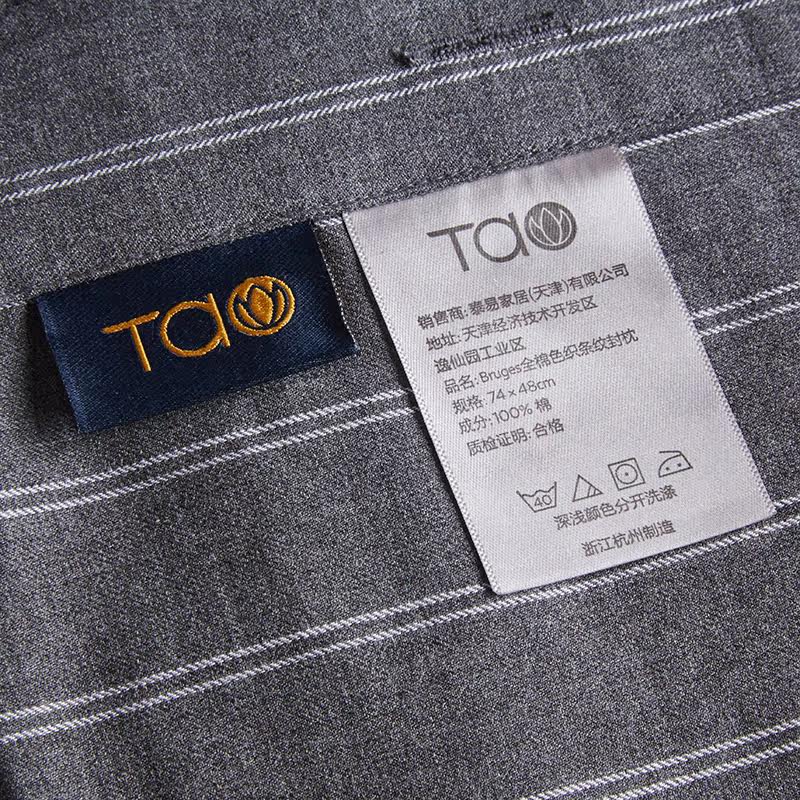 Tao
Tao
销售商: 泰易家居(天津)有限公司
地址: 天津经济技术开发区
逸仙园工业区
品名: Bruges全棉色织条纹封枕
规格: 74×48cm
成分: 100% 棉
质检证明: 合格
40
深浅颜色分开洗涤
浙江杭州制造